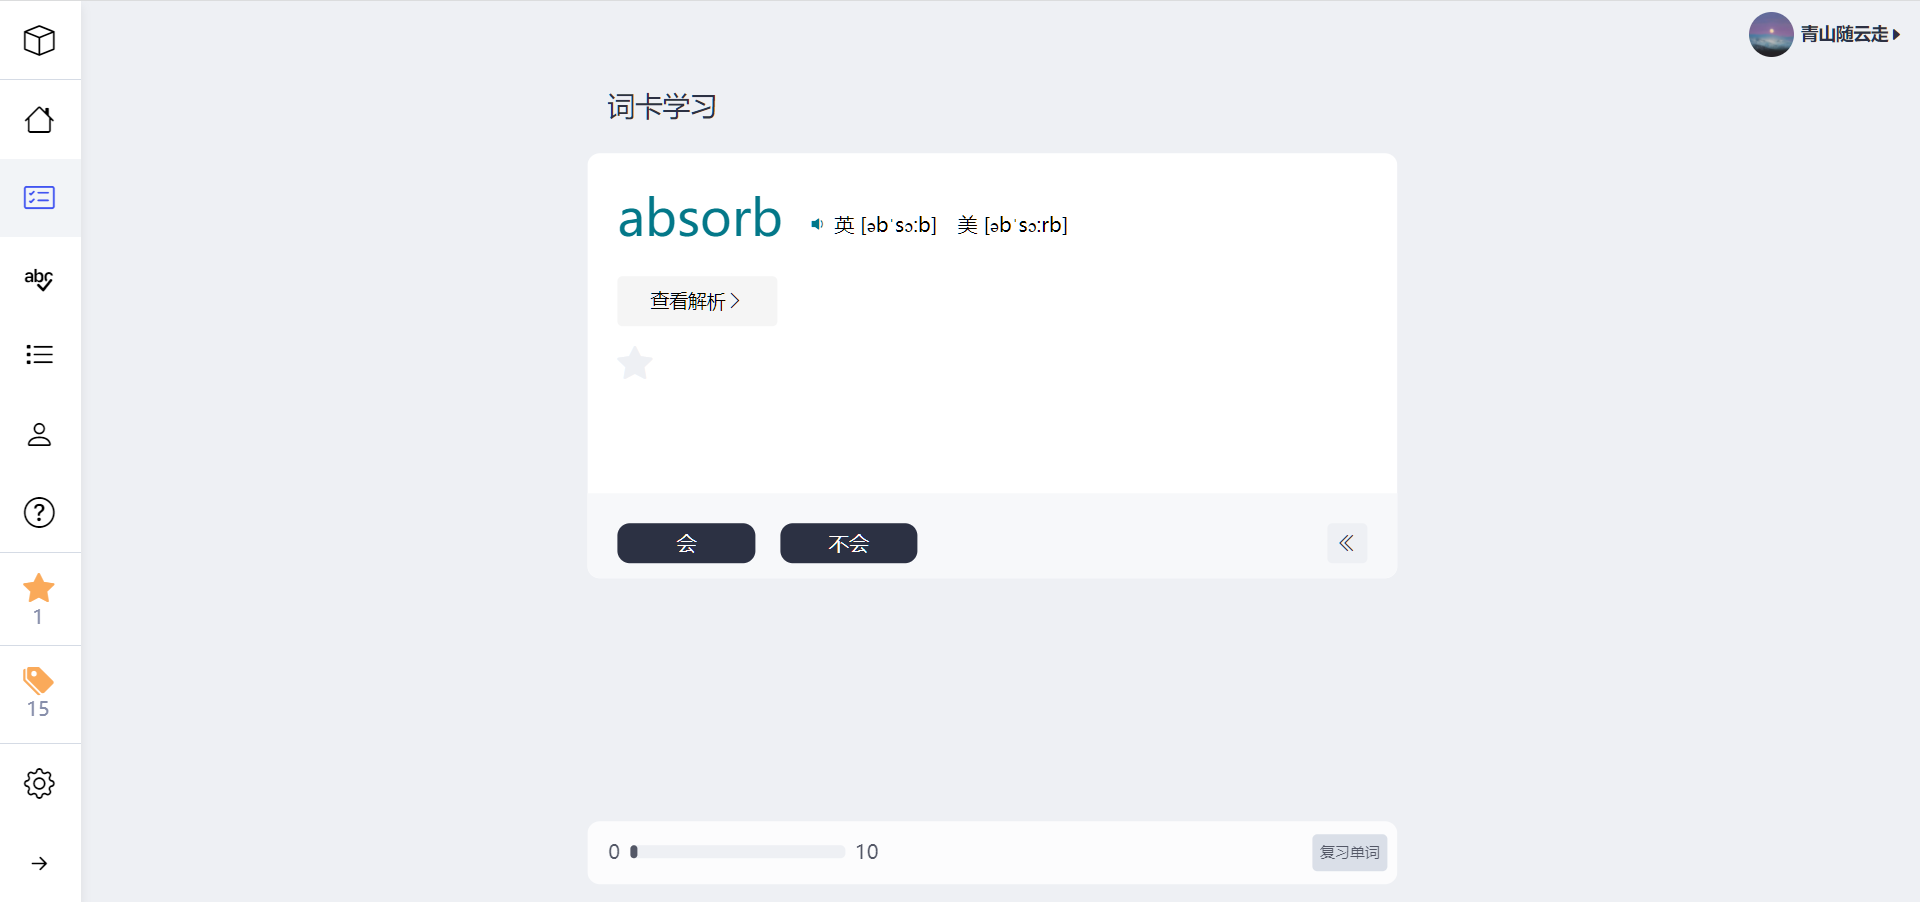 青山随云走
词卡学习
absorb 英 [əbˈsɔːb] 美 [əbˈsɔːrb]
查看解析
abc
?
会 不会
1
15
0 10 复习单词